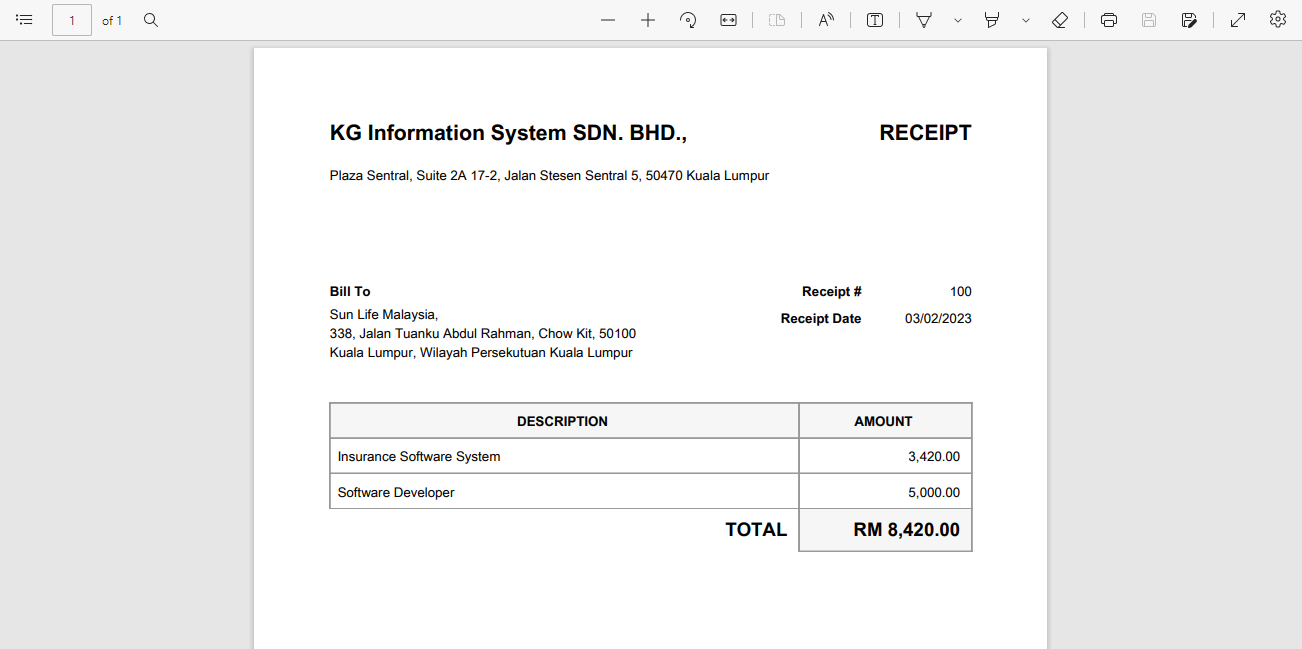 1 of 1
KG Information System SDN. BHD., RECEIPT
Plaza Sentral, Suite 2A 17-2, Jalan Stesen Sentral 5, 50470 Kuala Lumpur
Bill To Receipt # 100
Sun Life Malaysia, Receipt Date 03/02/2023
338, Jalan Tuanku Abdul Rahman, Chow Kit, 50100
Kuala Lumpur, Wilayah Persekutuan Kuala Lumpur
DESCRIPTION AMOUNT
Insurance Software System 3,420.00
Software Developer 5,000.00
TOTAL RM 8,420.00